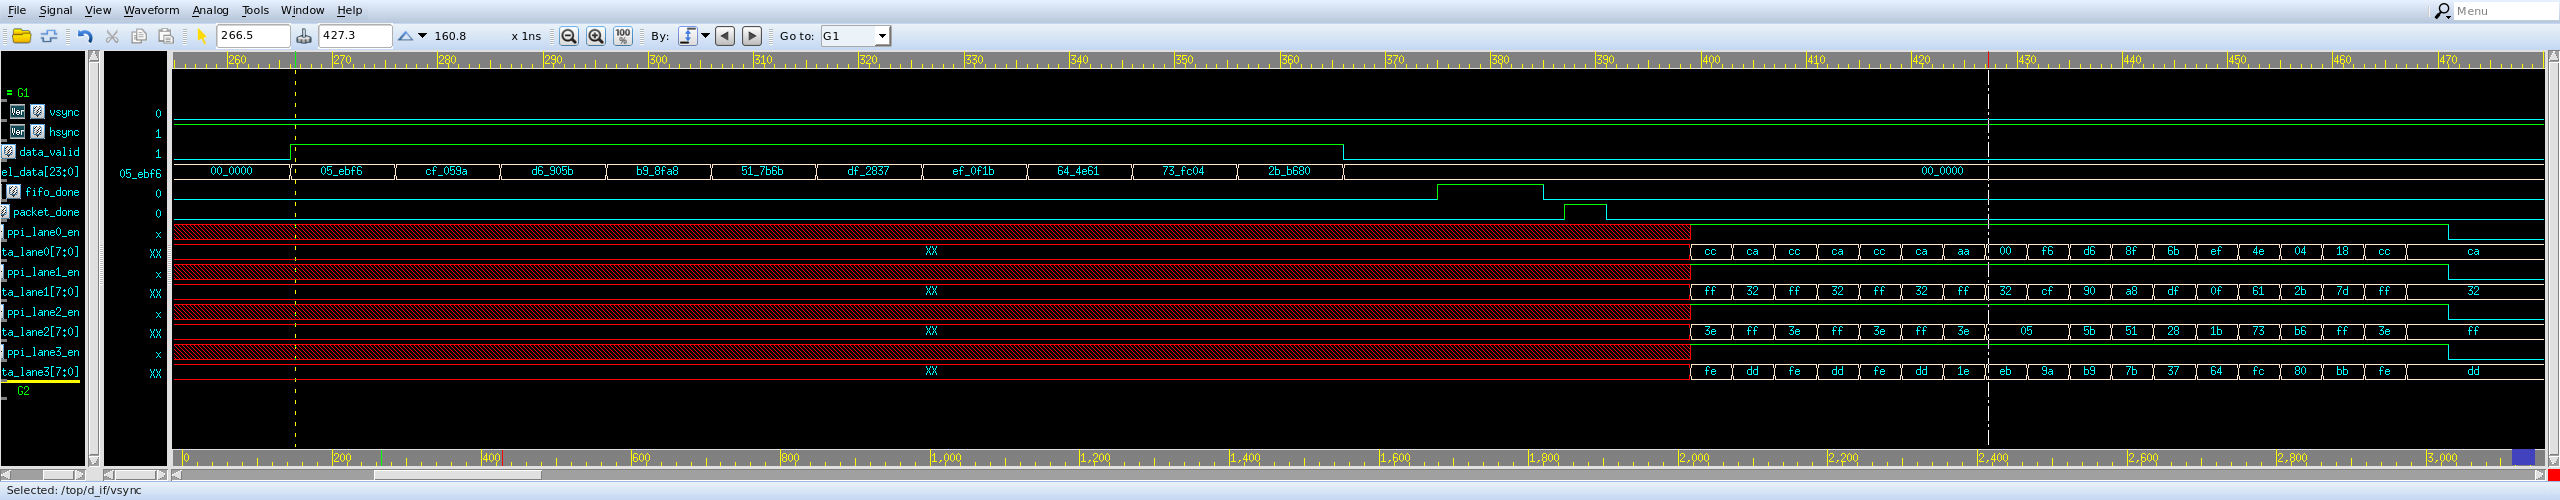 File Signal View Waveform Analog Tools Window Help Menu
266.5 427.3 160.8 x 1ns 100% By: Go to: G1
260 270 280 290 300 310 320 330 340 350 360 370 380 390 400 410 420 430 440 450 460 470
= G1
vsync 0
hsync 1
data_valid 1
el_data[23:0] 05_ebf6 00_0000 05_ebf6 cf_059a d6_905b b9_8fa8 51_7b6b df_2837 ef_0f1b 64_4e61 73_fc04 2b_b680 00_0000
fifo_done 0
packet_done 0
ppi_lane0_en x
ta_lane0[7:0] XX XX cc ca cc ca cc ca aa 00 f6 d6 8f 6b ef 4e 04 18 cc ca
ppi_lane1_en x
ta_lane1[7:0] XX XX ff 32 ff 32 ff 32 ff 32 cf 90 a8 df 0f 61 2b 7d ff 32
ppi_lane2_en x
ta_lane2[7:0] XX XX 3e ff 3e ff 3e ff 3e 05 5b 51 28 1b 73 b6 ff 3e ff
ppi_lane3_en x
ta_lane3[7:0] XX XX fe dd fe dd fe dd 1e eb 9a b9 7b 37 64 fc 80 bb fe dd
G2
0 200 400 600 800 1,000 1,200 1,400 1,600 1,800 2,000 2,200 2,400 2,600 2,800 3,000
Selected: /top/d_if/vsync